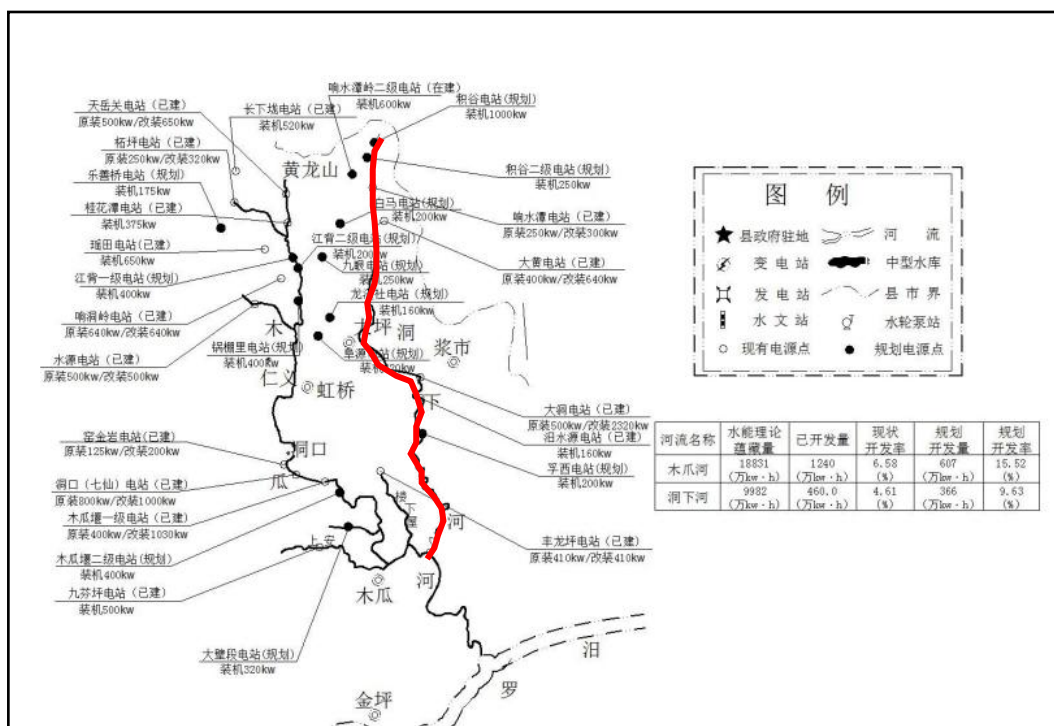 响水潭岭二级电站(在建)
装机600kw
积谷电站(规划)
装机1000kw
天岳关电站(已建)
原装500kw/改装650kw
长下垅电站(已建)
装机520kw
柘坪电站(已建)
原装250kw/改装320kw
黄龙山
乐善桥电站(规划)
装机175kw
积谷二级电站(规划)
装机250kw
桂花潭电站(已建)
装机375kw
白马电站(规划)
装机200kw
响水潭电站(已建)
原装250kw/改装300kw
瑶田电站(已建)
装机650kw
江背二级电站(规划)
装机200kw
九眼电站(规划)
装机250kw
大黄电站(已建)
原装400kw/改装640kw
江背一级电站(规划)
装机400kw
电站(规划)
装机160kw
响洞岭电站(已建)
原装640kw/改装640kw
木
坪
洞
浆市
水源电站(已建)
原装500kw/改装500kw
锅棚里电站(规划)
装机400kw
仁义
虹桥
下
大洞电站(已建)
原装500kw/改装2320kw
汨水源电站(已建)
装机160kw
孚西电站(规划)
装机200kw
窑金岩电站(已建)
原装125kw/改装200kw
洞口
瓜
洞口(七仙)电站(已建)
原装800kw/改装1000kw
木瓜堰一级电站(已建)
原装400kw/改装1030kw
楼下屋
河
木瓜堰二级电站(规划)
装机400kw
上安
丰龙坪电站(已建)
原装410kw/改装410kw
九芬坪电站(已建)
装机500kw
木瓜
河
大壁段电站(规划)
装机320kw
汨
罗
金坪
图 例
县政府驻地
河 流
变电站
中型水库
发电站
县市界
水文站
水轮泵站
现有电源点
规划电源点
河流名称 水能理论蕴藏量 已开发量 现状开发率 规划开发量 规划开发率
木爪河 18831(万kw·h) 1240(万kw·h) 6.58(%) 607(万kw·h) 15.52(%)
洞下河 9982(万kw·h) 460.0(万kw·h) 4.61(%) 366(万kw·h) 9.63(%)